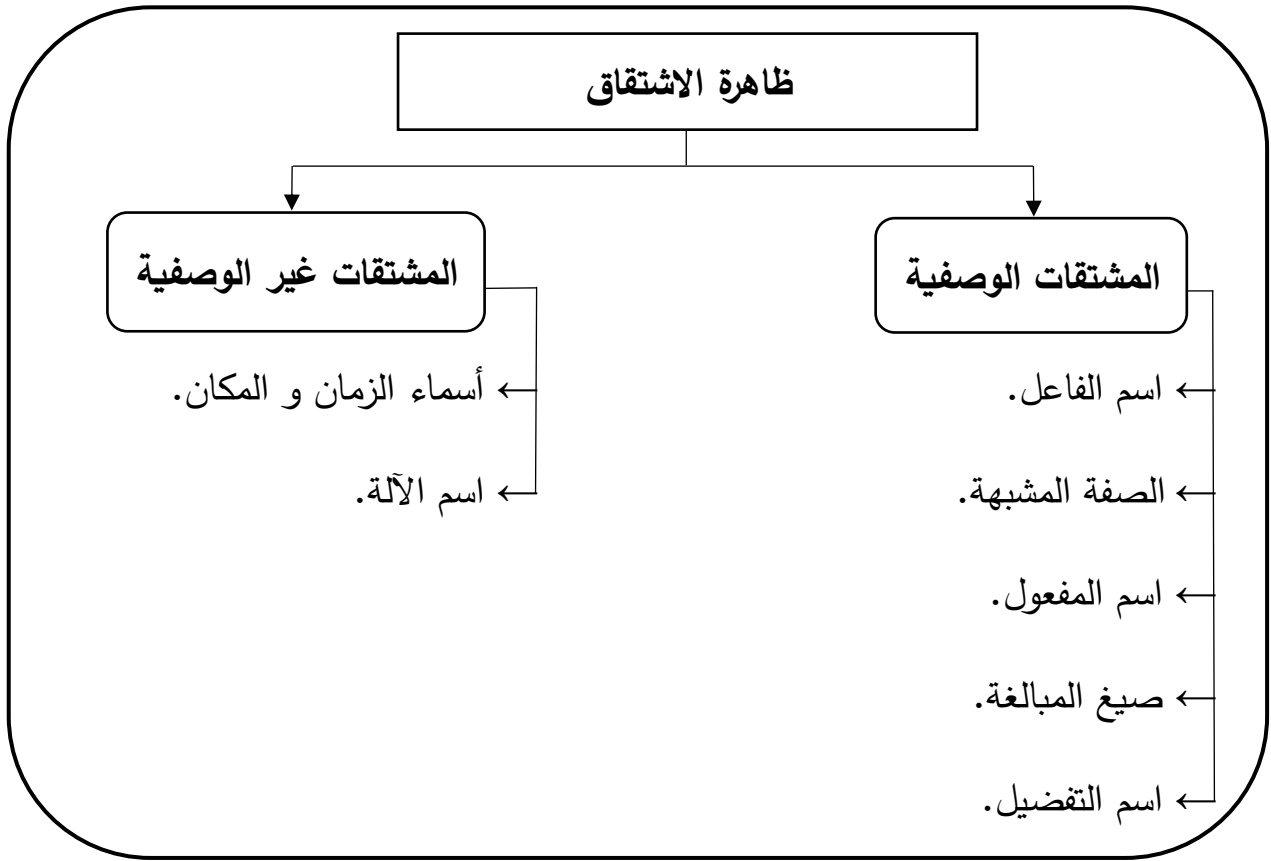 ظاهرة الاشتقاق
المشتقات الوصفية
← اسم الفاعل.
← الصفة المشبهة.
← اسم المفعول.
← صيغ المبالغة.
← اسم التفضيل.
المشتقات غير الوصفية
← أسماء الزمان و المكان.
← اسم الآلة.